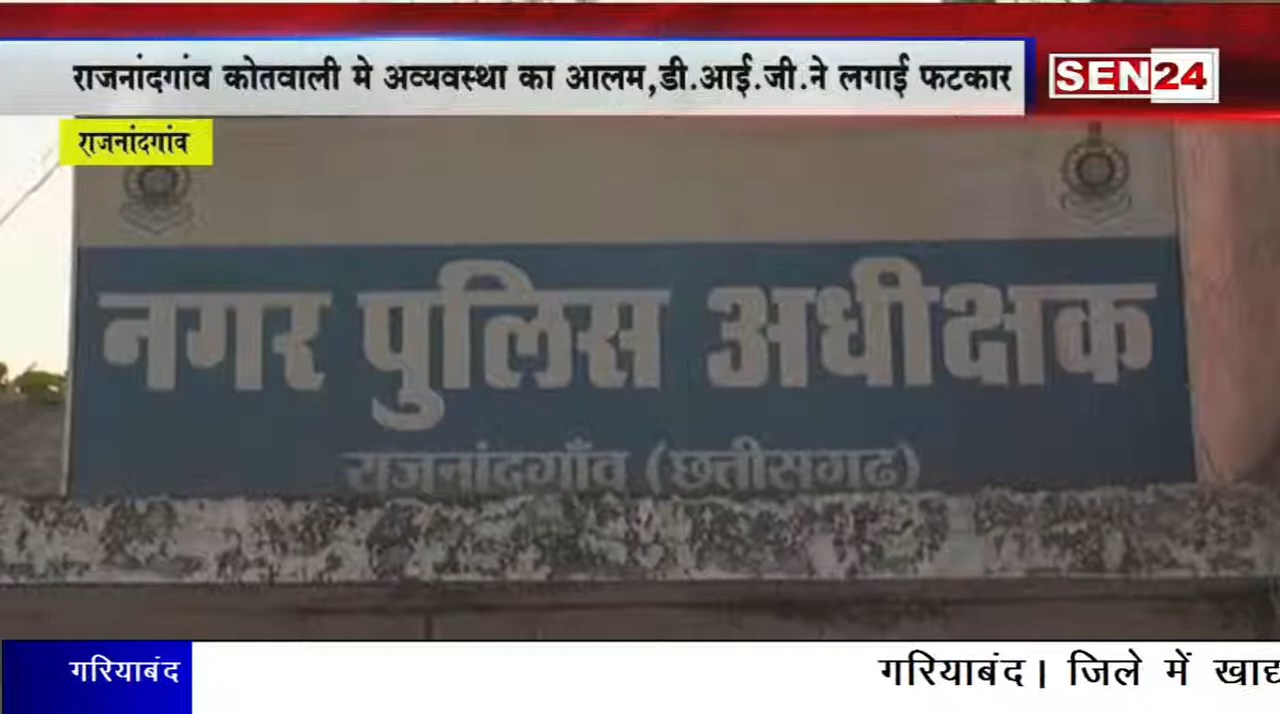 राजनांदगांव कोतवाली मे अव्यवस्था का आलम,डी.आई.जी.ने लगाई फटकार
SEN24
राजनांदगांव
नगर पुलिस अधीक्षक
राजनांदगाँव (छत्तीसगढ)
गरियाबंद
गरियाबंद। जिले में खाद्य